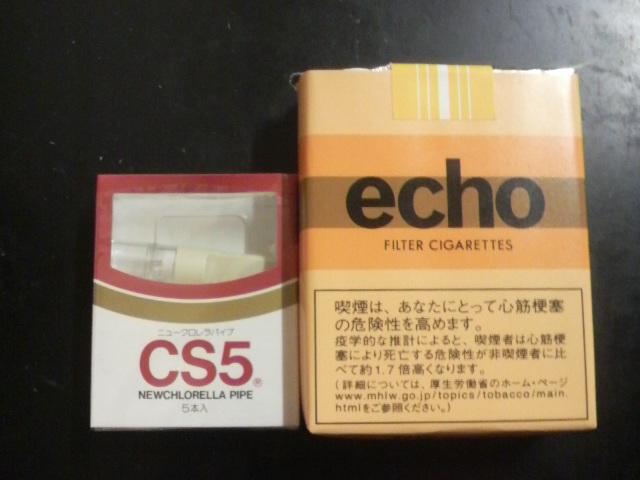 echo
FILTER CIGARETTES
喫煙は、あなたにとって心筋梗塞
の危険性を高めます。
疫学的な推計によると、喫煙者は心筋梗
塞により死亡する危険性が非喫煙者に比
べて約1.7倍高くなります。
(詳細については、厚生労働省のホーム・ページ
www.mhlw.go.jp/topics/tobacco/main.
htmlをご参照ください。)
ニュークロレラパイプ
CS5®
NEWCHLORELLA PIPE
5本入